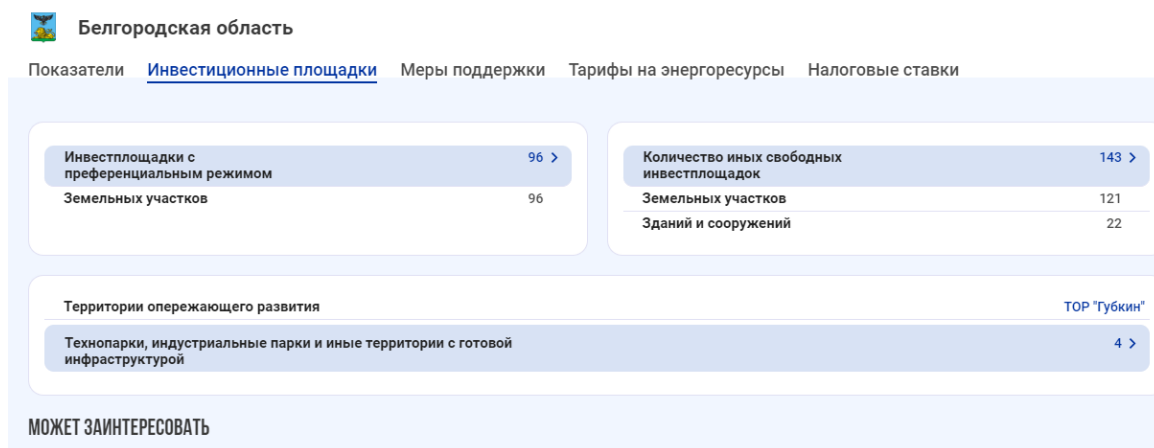 Белгородская область
Показатели Инвестиционные площадки Меры поддержки Тарифы на энергоресурсы Налоговые ставки
Инвестплощадки с
преференциальным режимом
96 >
Земельных участков 96
Количество иных свободных
инвестплощадок
143 >
Земельных участков 121
Зданий и сооружений 22
Территории опережающего развития ТОР "Губкин"
Технопарки, индустриальные парки и иные территории с готовой
инфраструктурой
4 >
МОЖЕТ ЗАИНТЕРЕСОВАТЬ